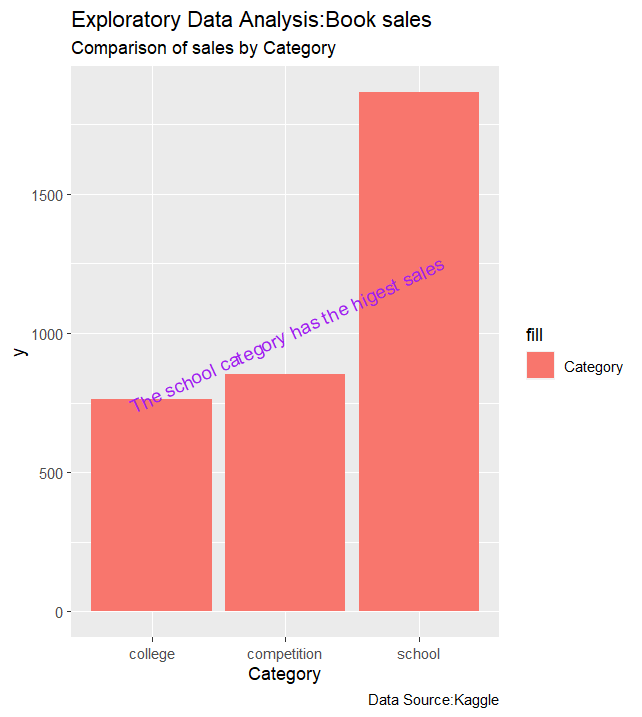 Exploratory Data Analysis:Book sales
Comparison of sales by Category
1500
1000
500
0
y
The school category has the higest sales
college competition school
Category
fill
Category
Data Source:Kaggle